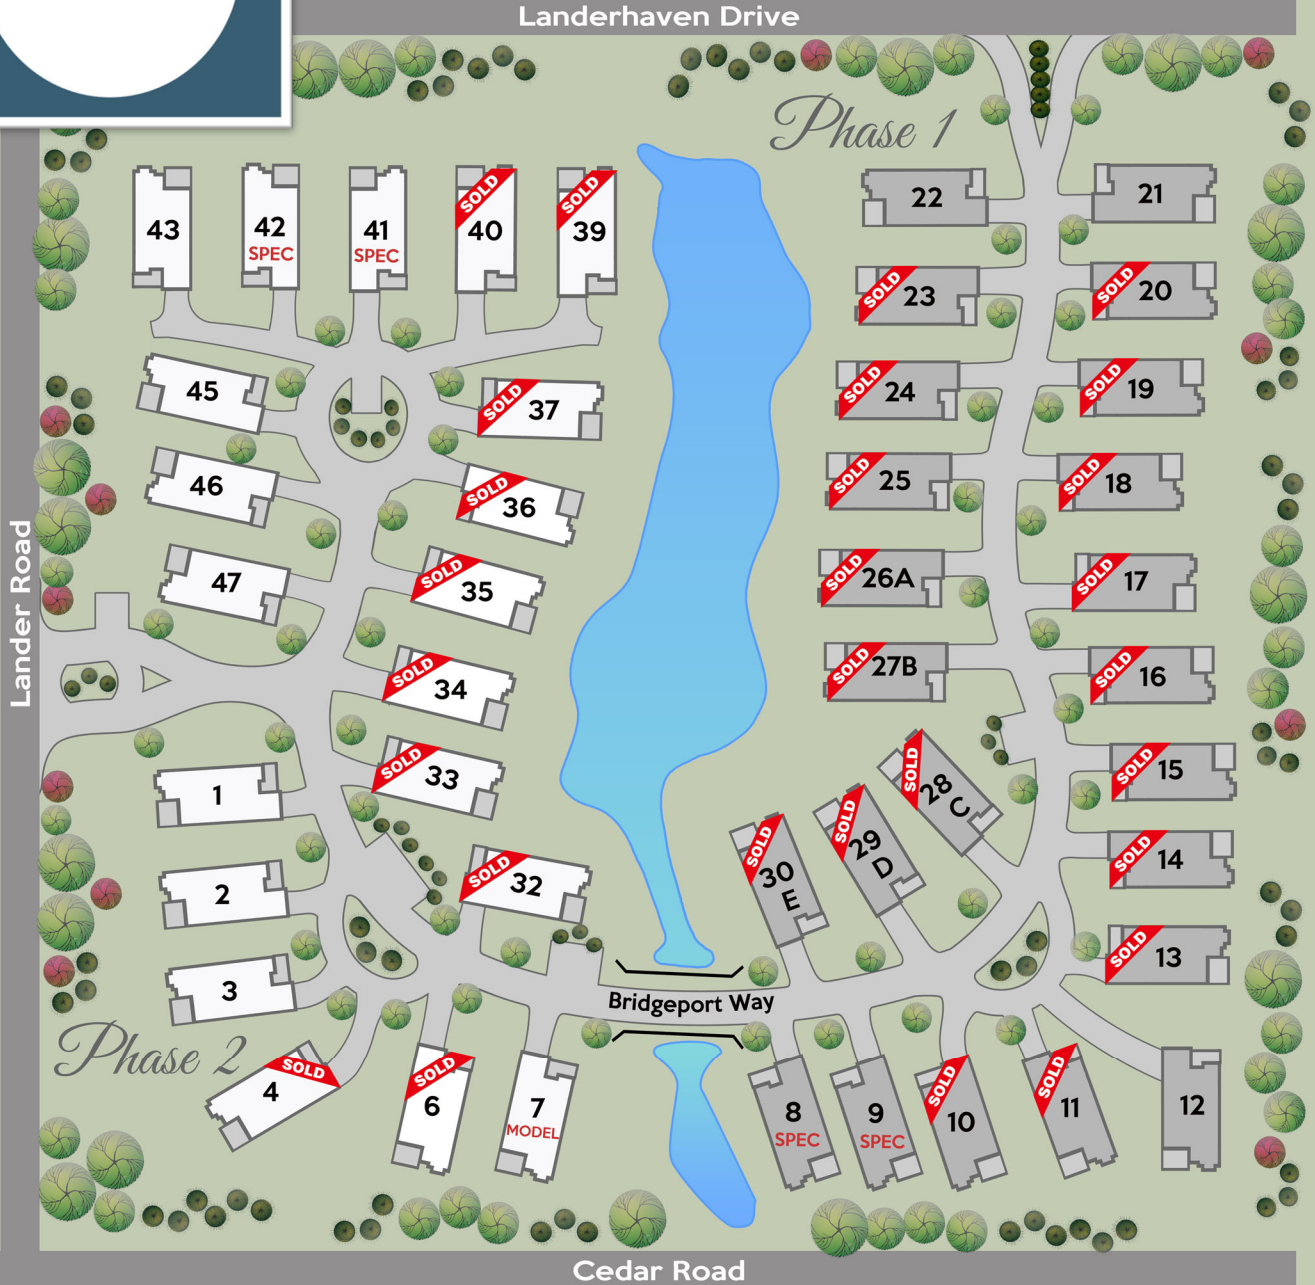 Landerhaven Drive
Phase 1
43
42
SPEC
41
SPEC
SOLD
40
SOLD
39
22
21
SOLD
23
SOLD
20
45
SOLD
37
SOLD
24
SOLD
19
46
SOLD
36
SOLD
25
SOLD
18
47
SOLD
35
SOLD
26A
SOLD
17
Lander Road
SOLD
34
SOLD
27B
SOLD
16
1
SOLD
33
SOLD
28
C
SOLD
15
2
SOLD
32
SOLD
30
E
SOLD
29
D
SOLD
14
3
SOLD
13
Bridgeport Way
Phase 2
SOLD
4
SOLD
6
7
MODEL
8
SPEC
9
SPEC
SOLD
10
SOLD
11
12
Cedar Road